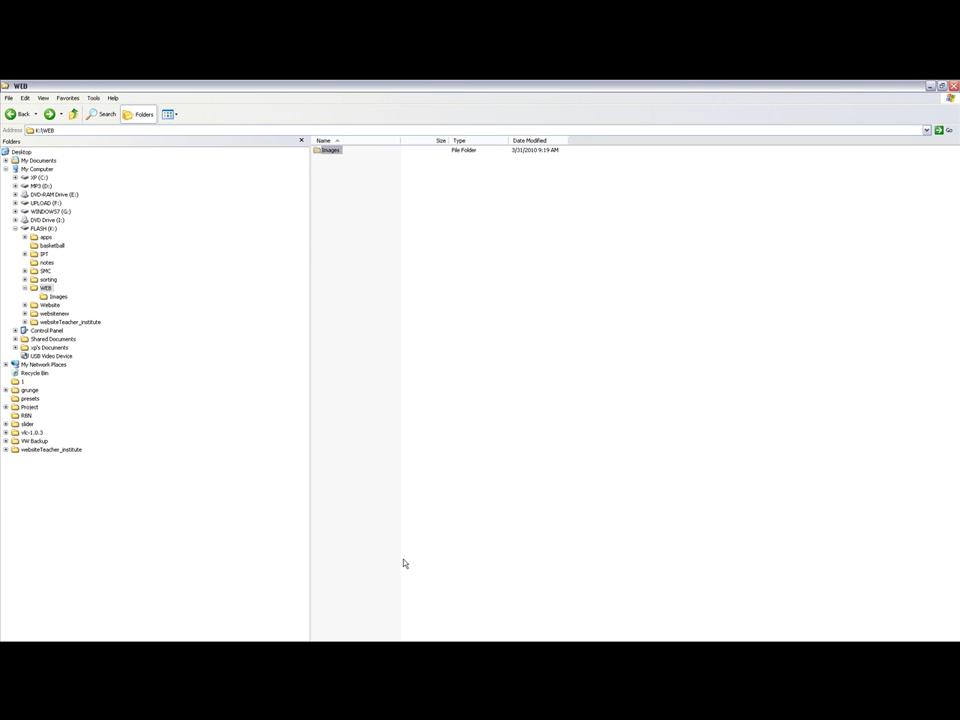 WEB
File Edit View Favorites Tools Help
Back Search Folders
Address K:\WEB Go
Folders
Name Size Type Date Modified
Images File Folder 3/31/2010 9:19 AM
Desktop
My Documents
My Computer
XP (C:)
MP3 (D:)
DVD-RAM Drive (E:)
UPLOAD (F:)
WINDOWS7 (G:)
DVD Drive (I:)
FLASH (K:)
apps
basketball
IPT
notes
SMC
sorting
WEB
Images
Website
websitenew
websiteTeacher_institute
Control Panel
Shared Documents
xp's Documents
USB Video Device
My Network Places
Recycle Bin
1
grunge
presets
Project
RBN
slider
vlc-1.0.3
VW Backup
websiteTeacher_institute